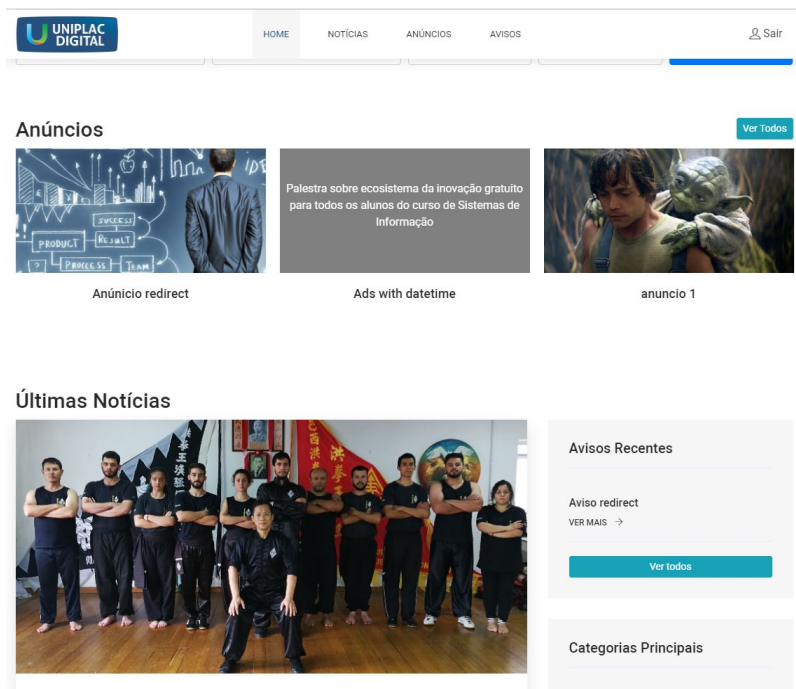 UNIPLAC
DIGITAL
HOME
NOTÍCIAS
ANÚNCIOS
AVISOS
Sair
Anúncios
Ver Todos
SUCCESS
PRODUCT
RESULT
?
PROCESS
TEAM
Palestra sobre ecosistema da inovação gratuito
para todos os alunos do curso de Sistemas de
Informação
Anúnicio redirect
Ads with datetime
anuncio 1
Últimas Notícias
Avisos Recentes
Aviso redirect
VER MAIS →
Ver todos
Categorias Principais